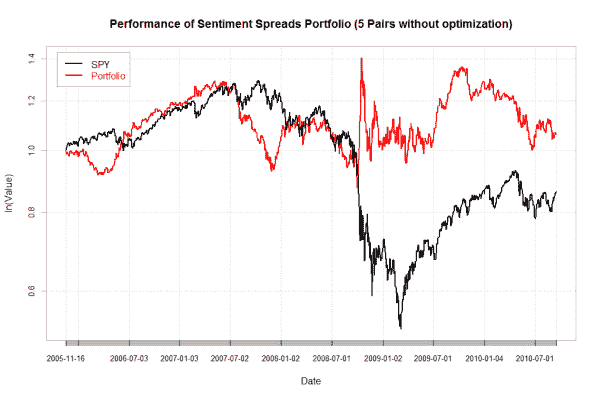 Performance of Sentiment Spreads Portfolio (5 Pairs without optimization)
SPY
Portfolio
ln(Value)
1.4
1.2
1.0
0.8
0.6
2005-11-16 2006-07-03 2007-01-03 2007-07-02 2008-01-02 2008-07-01 2009-01-02 2009-07-01 2010-01-04 2010-07-01
Date